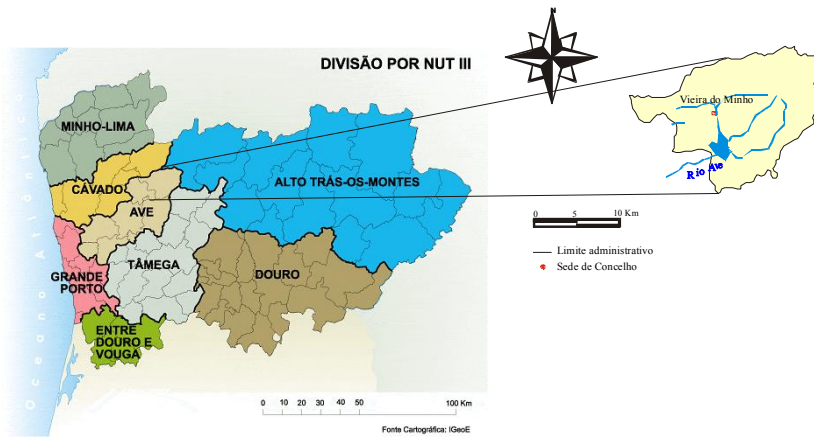 DIVISÃO POR NUT III
Oceano Atlântico
MINHO-LIMA
CÁVADO
AVE
ALTO TRÁS-OS-MONTES
GRANDE
PORTO
TÂMEGA
DOURO
ENTRE
DOURO E
VOUGA
0 10 20 30 40 50 100 Km
Fonte Cartográfica: IGeoE
Vieira do Minho
Rio Ave
0 5 10 Km
Limite administrativo
Sede de Concelho